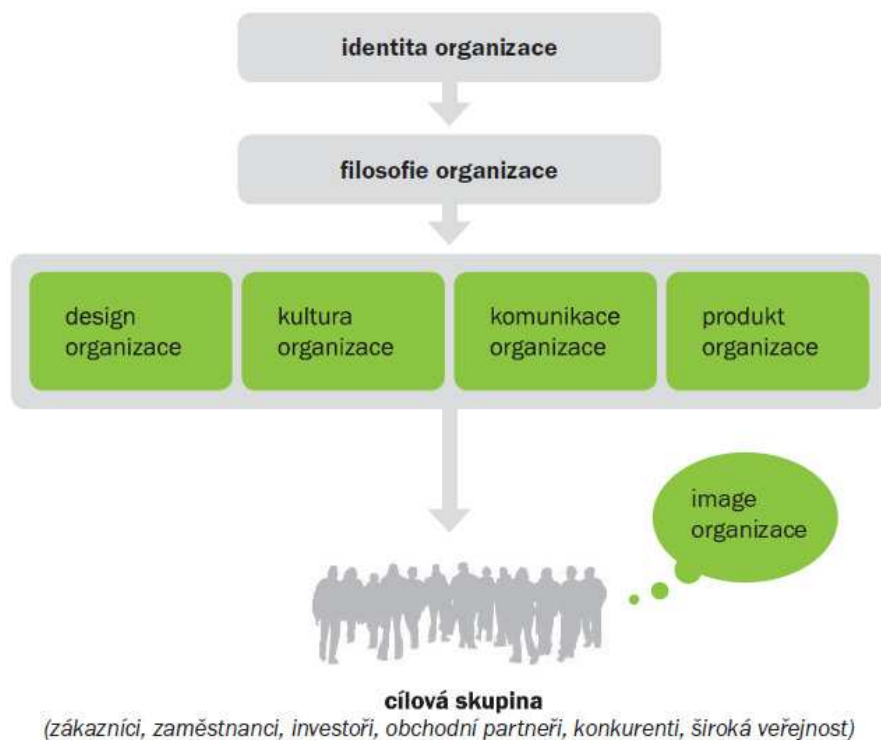 identita organizace
filosofie organizace
design
organizace
kultura
organizace
komunikace
organizace
produkt
organizace
image
organizace
cílová skupina
(zákazníci, zaměstnanci, investoři, obchodní partneři, konkurenti, široká veřejnost)